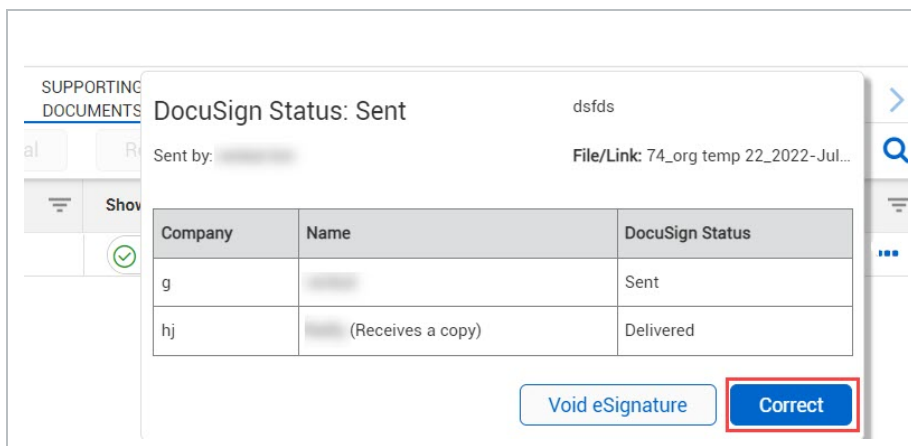 SUPPORTING
DOCUMENTS
al
R
Show
DocuSign Status: Sent
dsfds
Sent by:
File/Link: 74_org temp 22_2022-Jul...
Company Name DocuSign Status
g Sent
hj (Receives a copy) Delivered
Void eSignature
Correct